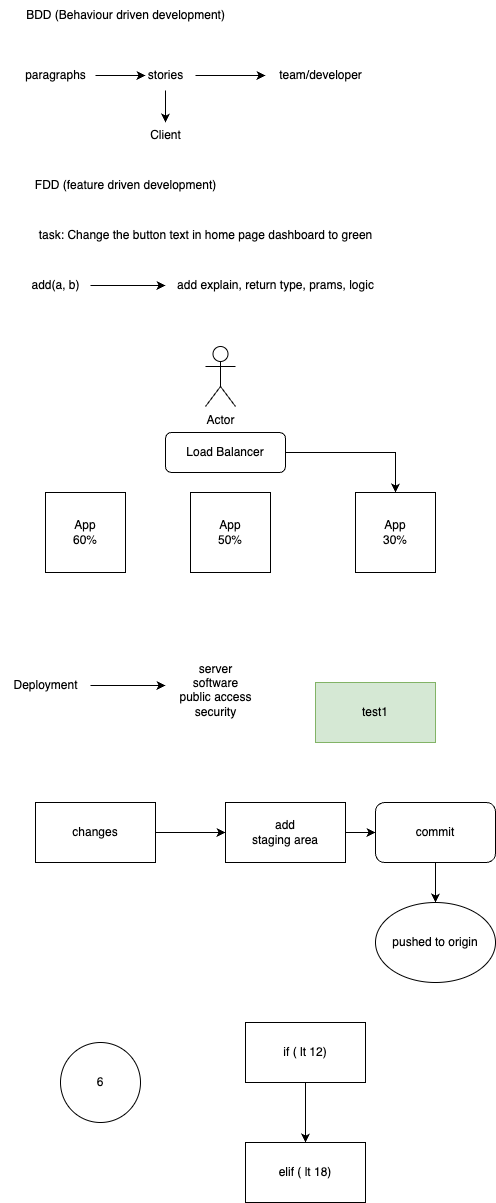 BDD (Behaviour driven development)
paragraphs
stories
team/developer
Client
FDD (feature driven development)
task: Change the button text in home page dashboard to green
add(a, b)
add explain, return type, prams, logic
Actor
Load Balancer
App
60%
App
50%
App
30%
Deployment
server
software
public access
security
test1
changes
add
staging area
commit
pushed to origin
6
if ( lt 12)
elif ( lt 18)